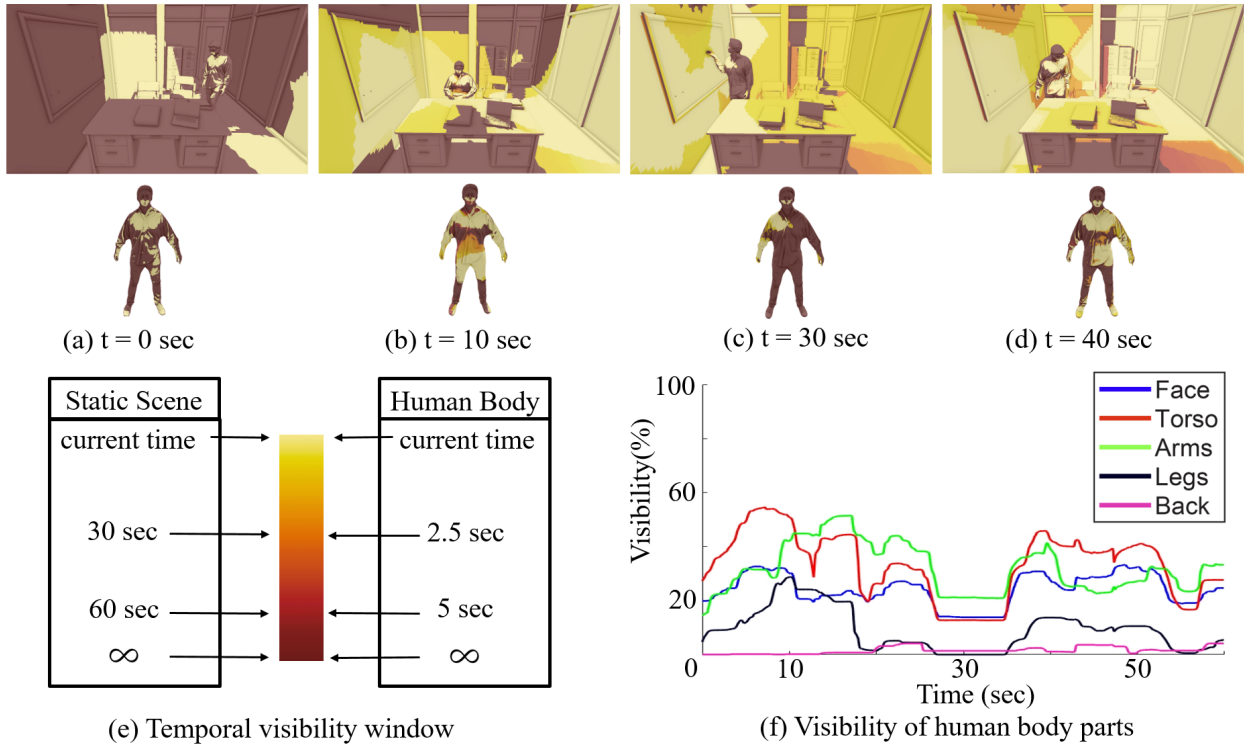 (a) t = 0 sec
(b) t = 10 sec
(c) t = 30 sec
(d) t = 40 sec
Static Scene
Human Body
current time
current time
30 sec
2.5 sec
60 sec
5 sec
∞
∞
(e) Temporal visibility window
Visibility(%)
100
60
20
0
10
30
50
Time (sec)
Face
Torso
Arms
Legs
Back
(f) Visibility of human body parts